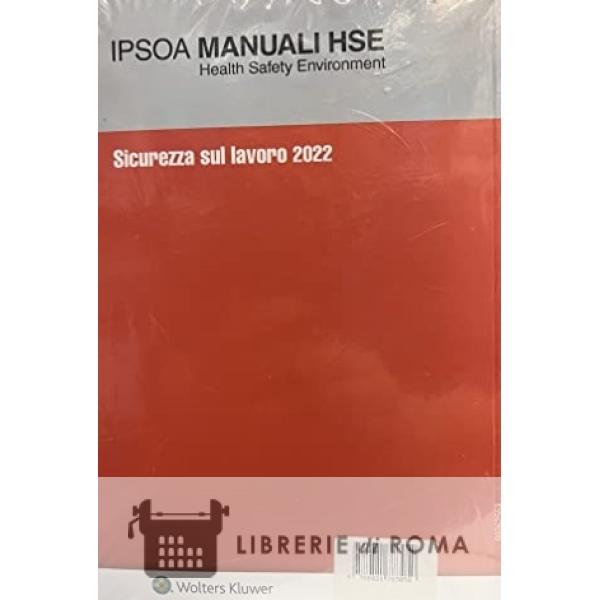 IPSOA MANUALI HSE
Health Safety Environment
Sicurezza sul lavoro 2022
LIBRERIE di ROMA
Wolters Kluwer